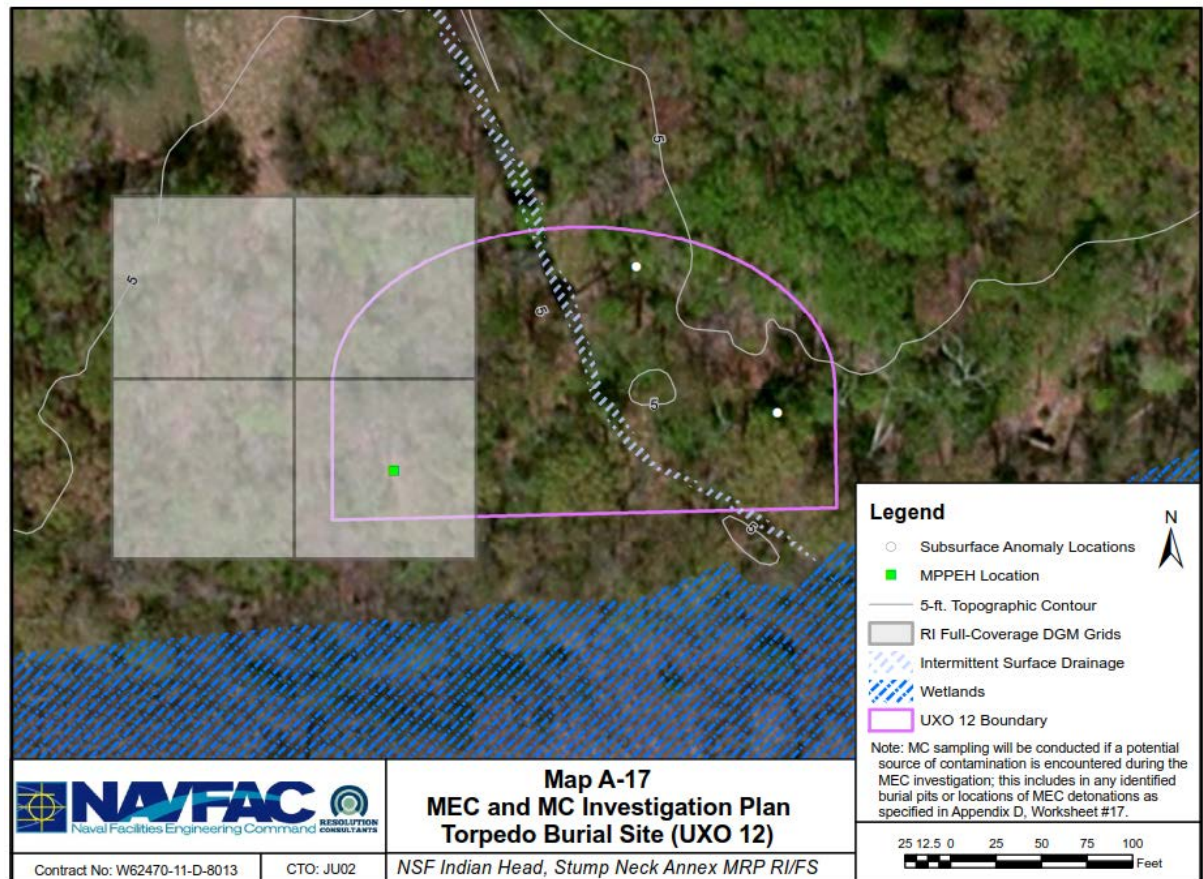 5
5
5
5
5
Legend
N
Subsurface Anomaly Locations
MPPEH Location
5-ft. Topographic Contour
RI Full-Coverage DGM Grids
Intermittent Surface Drainage
Wetlands
UXO 12 Boundary
Note: MC sampling will be conducted if a potential
source of contamination is encountered during the
MEC investigation; this includes in any identified
burial pits or locations of MEC detonations as
specified in Appendix D, Worksheet #17.
25 12.5 0 25 50 75 100
Feet
NAVFAC
Naval Facilities Engineering Command
RESOLUTION
CONSULTANTS
Map A-17
MEC and MC Investigation Plan
Torpedo Burial Site (UXO 12)
Contract No: W62470-11-D-8013
CTO: JU02
NSF Indian Head, Stump Neck Annex MRP RI/FS